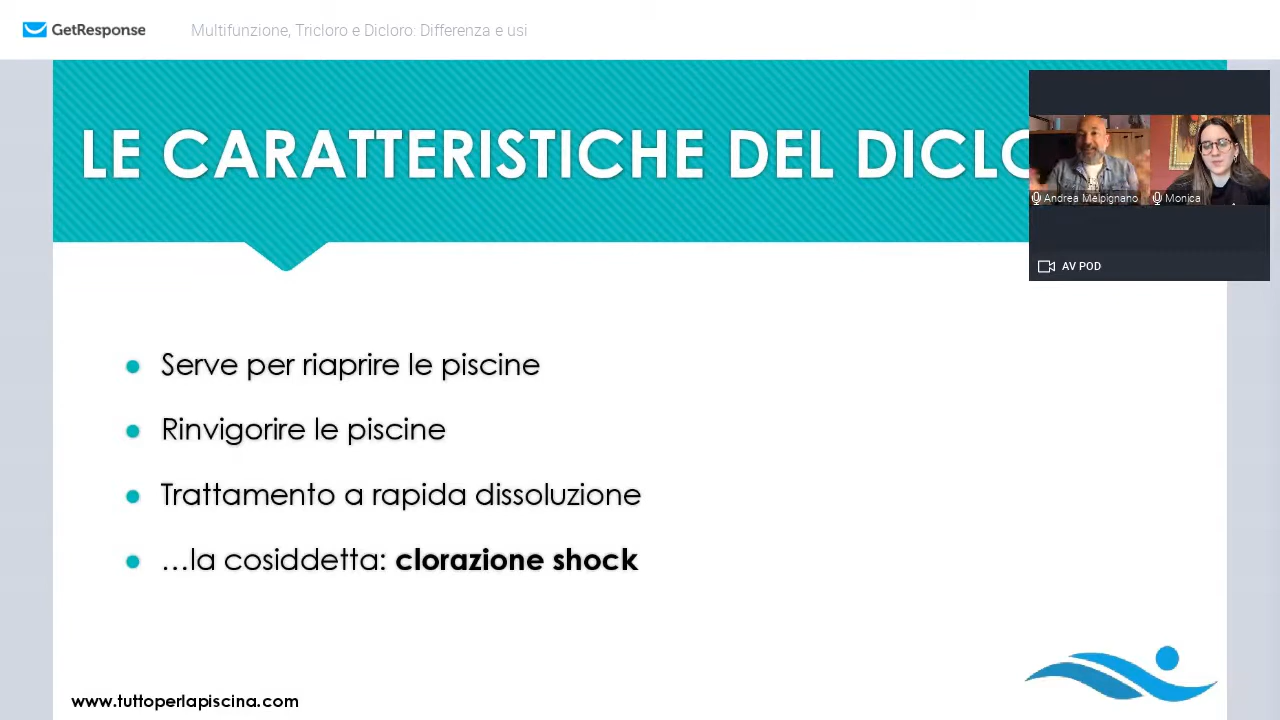 GetResponse
Multifunzione, Tricloro e Dicloro: Differenza e usi
LE CARATTERISTICHE DEL DICLO
Andrea Melpignano
Monica
AV POD
Serve per riaprire le piscine
Rinvigorire le piscine
Trattamento a rapida dissoluzione
...la cosiddetta: clorazione shock
www.tuttoperlapiscina.com